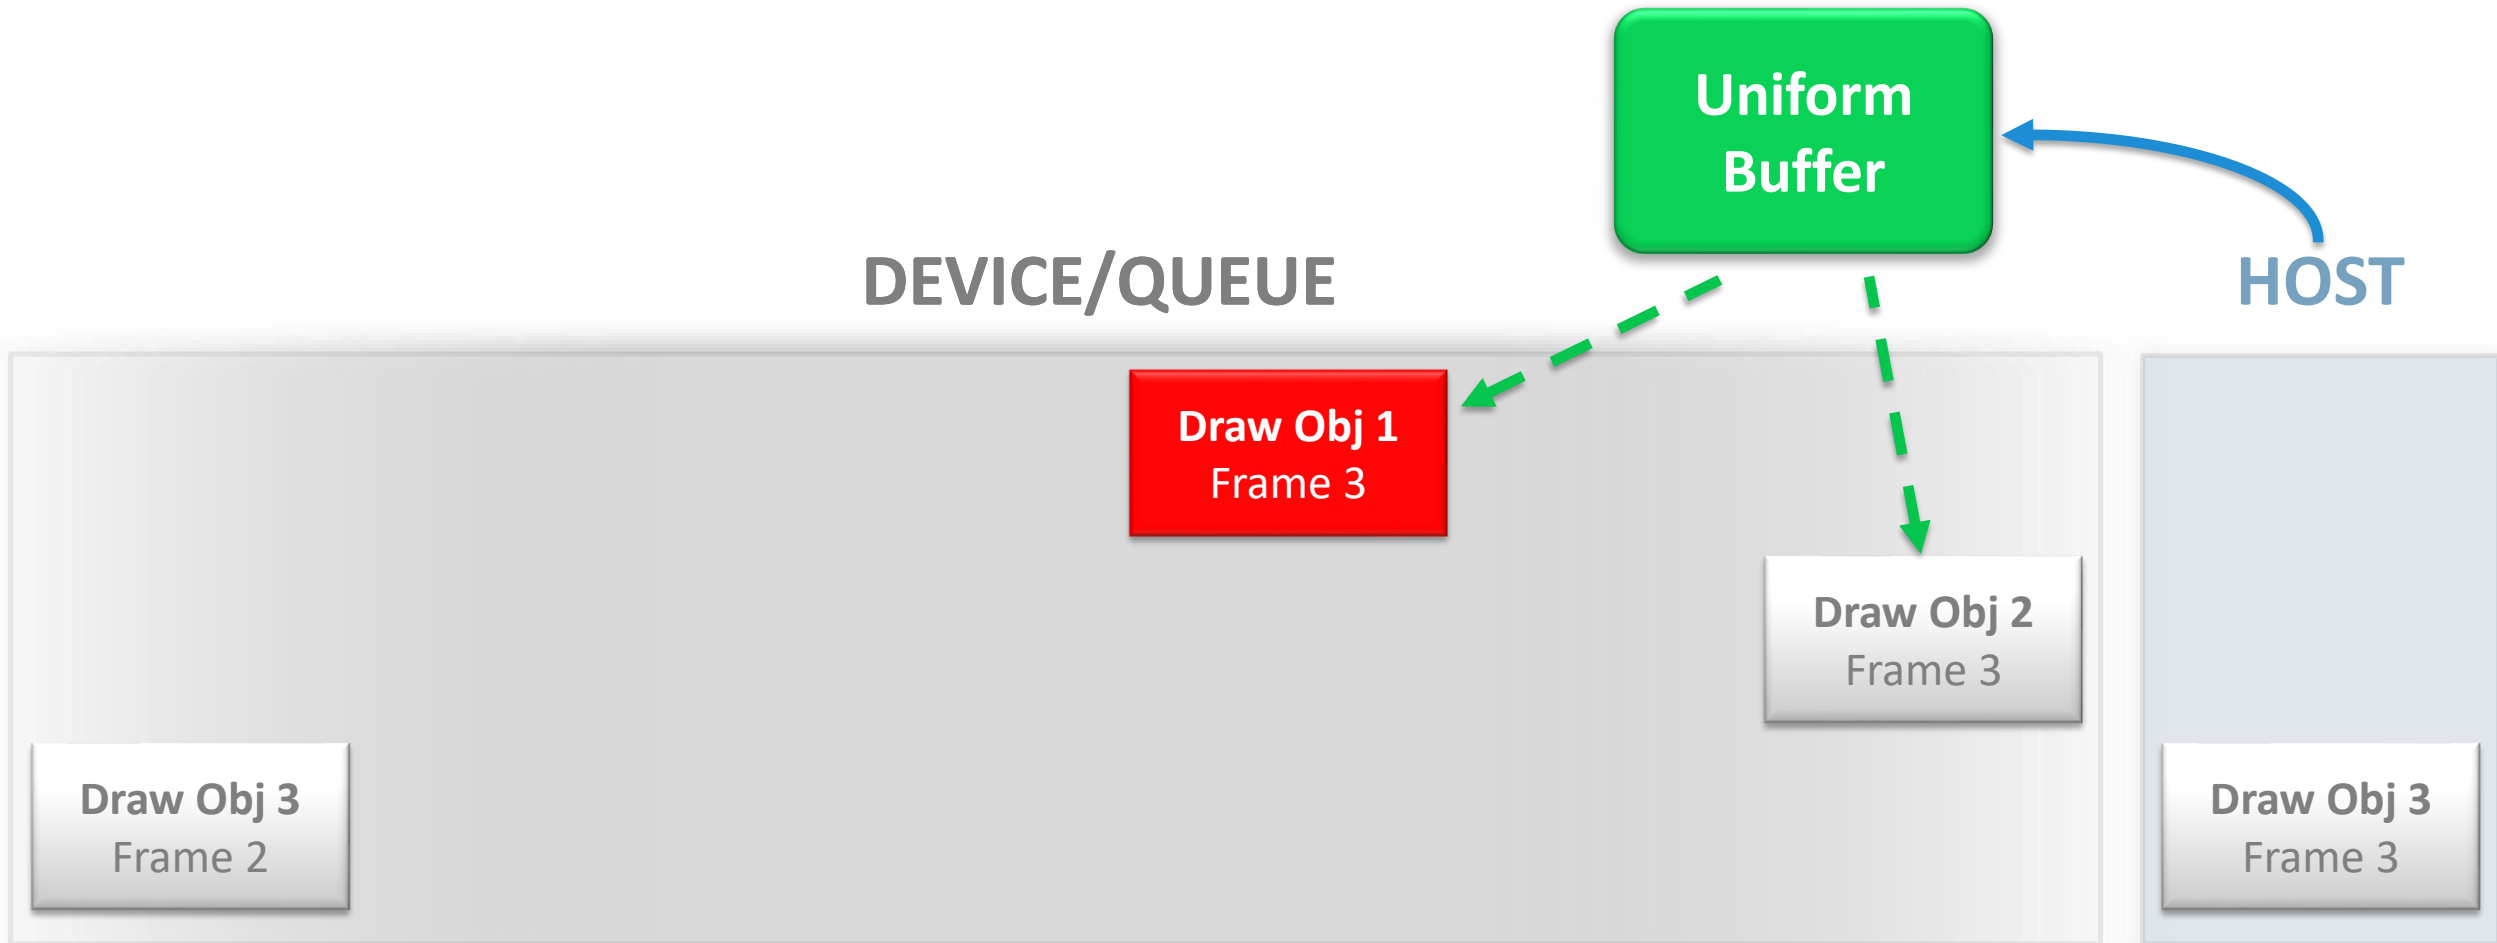 Uniform
Buffer
DEVICE/QUEUE
HOST
Draw Obj 1
Frame 3
Draw Obj 2
Frame 3
Draw Obj 3
Frame 2
Draw Obj 3
Frame 3